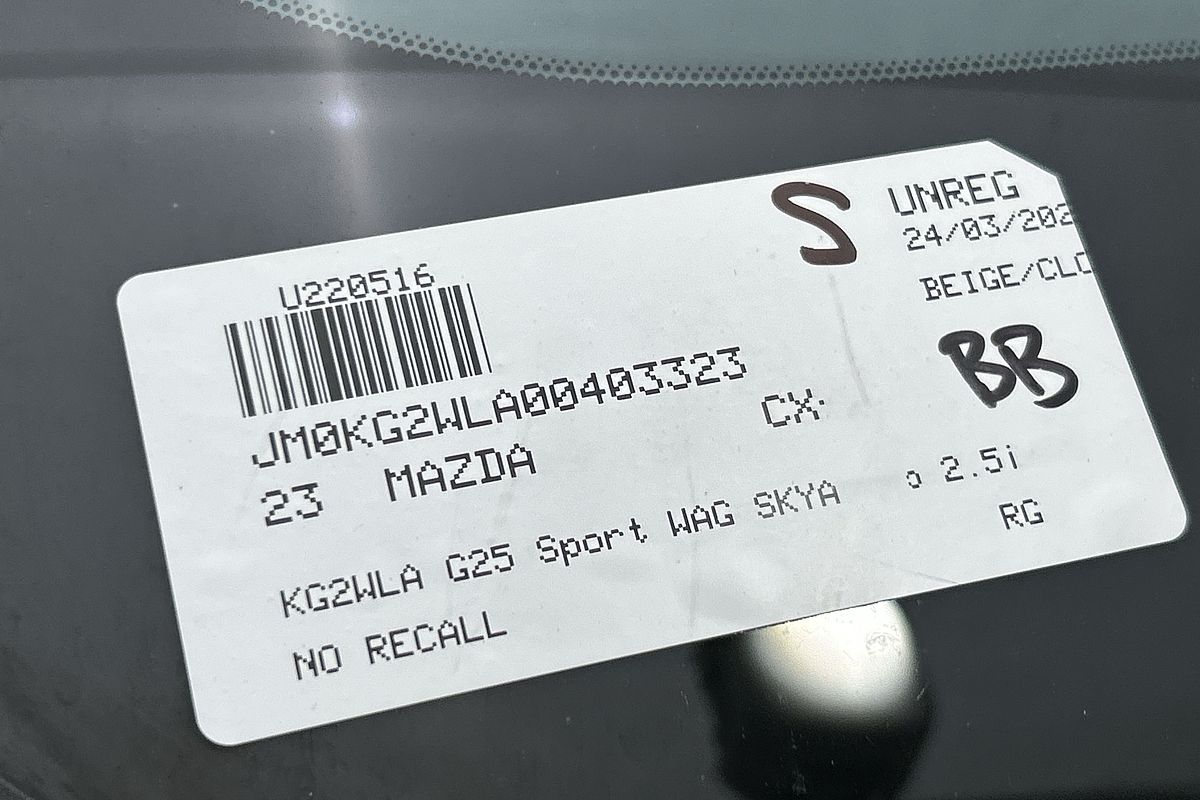 S UNREG
24/03/202
U220516
BEIGE/CLO
JM0KG2WLA00403323
BB
23 MAZDA CX-
KG2WLA G25 Sport WAG SKYA o 2.5i
NO RECALL RG